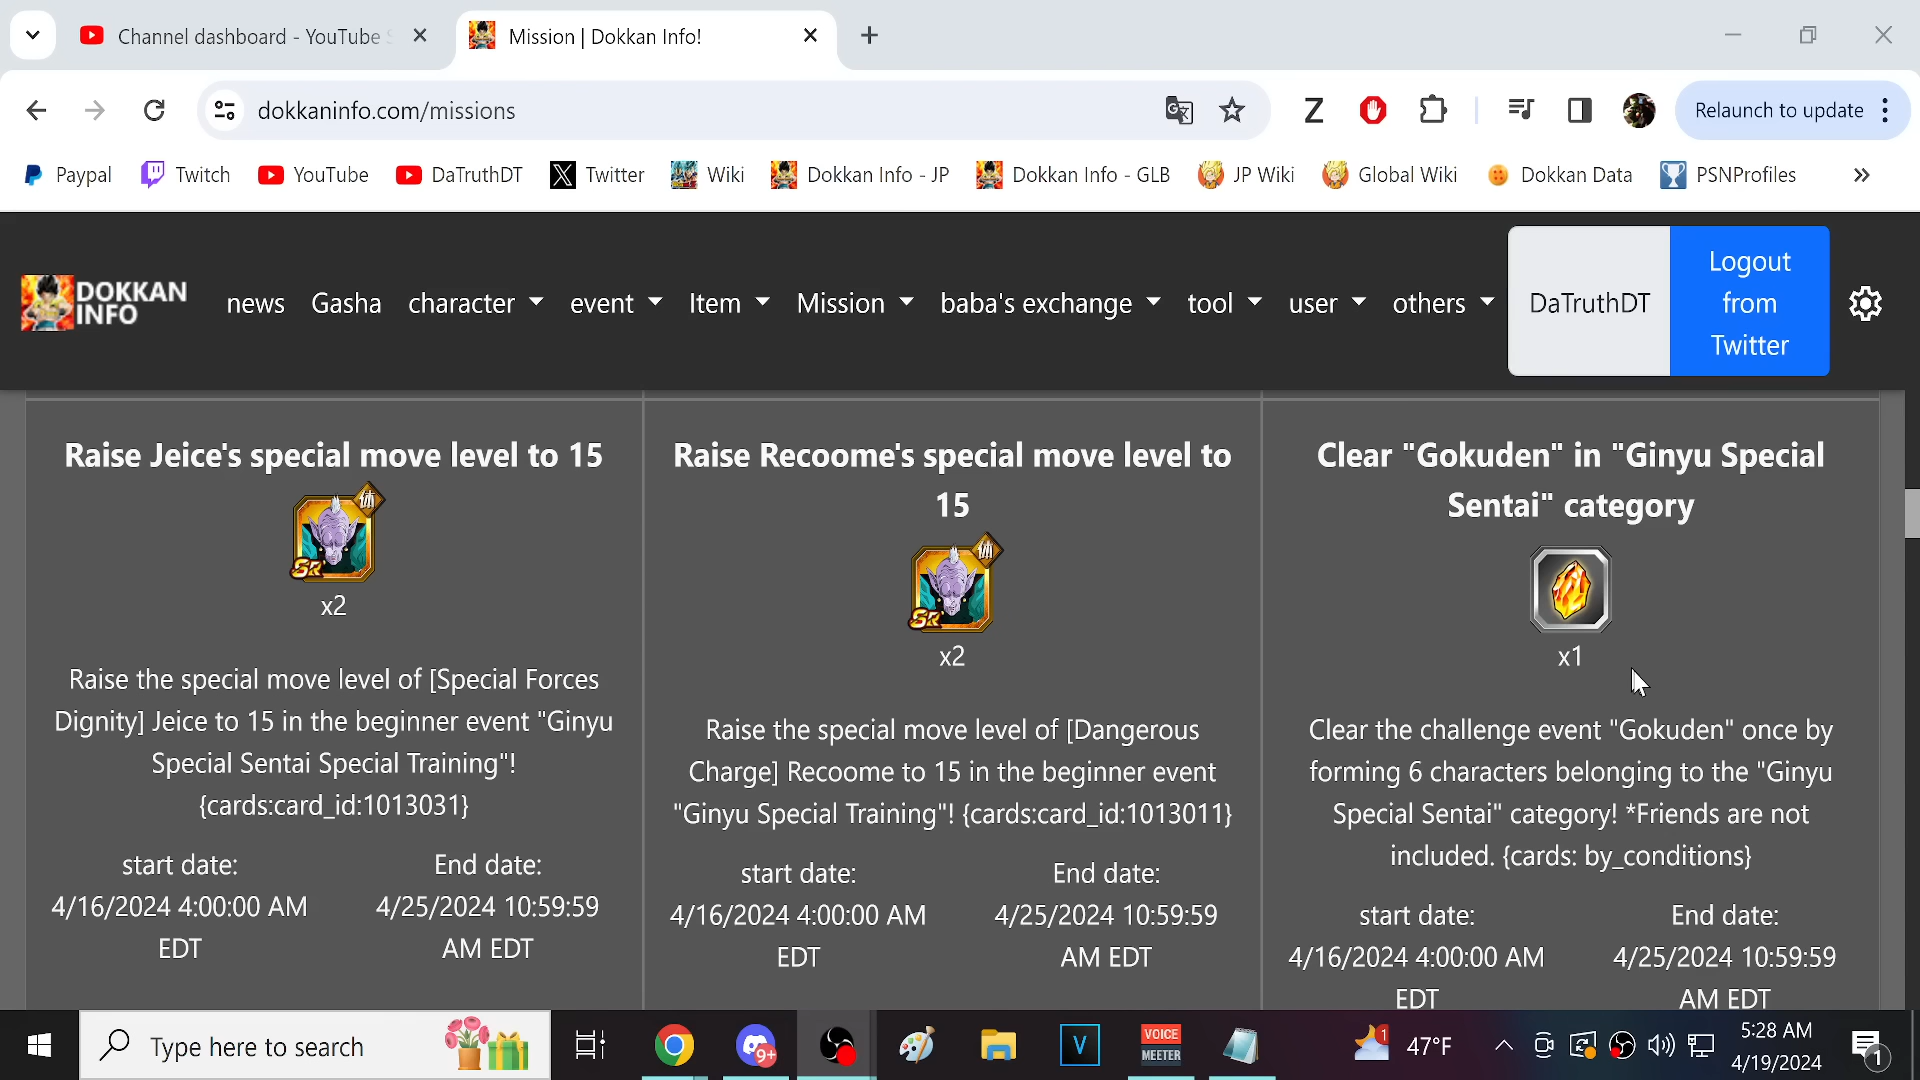 Channel dashboard - YouTube S
Mission | Dokkan Info!
dokkaninfo.com/missions
Z
Relaunch to update
Paypal
Twitch
YouTube
DaTruthDT
Twitter
Wiki
Dokkan Info - JP
Dokkan Info - GLB
JP Wiki
Global Wiki
Dokkan Data
PSNProfiles
»
DOKKAN
INFO
news
Gasha
character
event
Item
Mission
baba's exchange
tool
user
others
DaTruthDT
Logout
from
Twitter
Raise Jeice's special move level to 15
体
SR
x2
Raise the special move level of [Special Forces
Dignity] Jeice to 15 in the beginner event "Ginyu
Special Sentai Special Training"!
{cards:card_id:1013031}
start date:
4/16/2024 4:00:00 AM
EDT
End date:
4/25/2024 10:59:59
AM EDT
Raise Recoome's special move level to
15
体
SR
x2
Raise the special move level of [Dangerous
Charge] Recoome to 15 in the beginner event
"Ginyu Special Training"! {cards:card_id:1013011}
start date:
4/16/2024 4:00:00 AM
EDT
End date:
4/25/2024 10:59:59
AM EDT
Clear "Gokuden" in "Ginyu Special
Sentai" category
x1
Clear the challenge event "Gokuden" once by
forming 6 characters belonging to the "Ginyu
Special Sentai" category! *Friends are not
included. {cards: by_conditions}
start date:
4/16/2024 4:00:00 AM
EDT
End date:
4/25/2024 10:59:59
AM EDT
Type here to search
9+
V
VOICE
MEETER
1
47°F
5:28 AM
4/19/2024
1